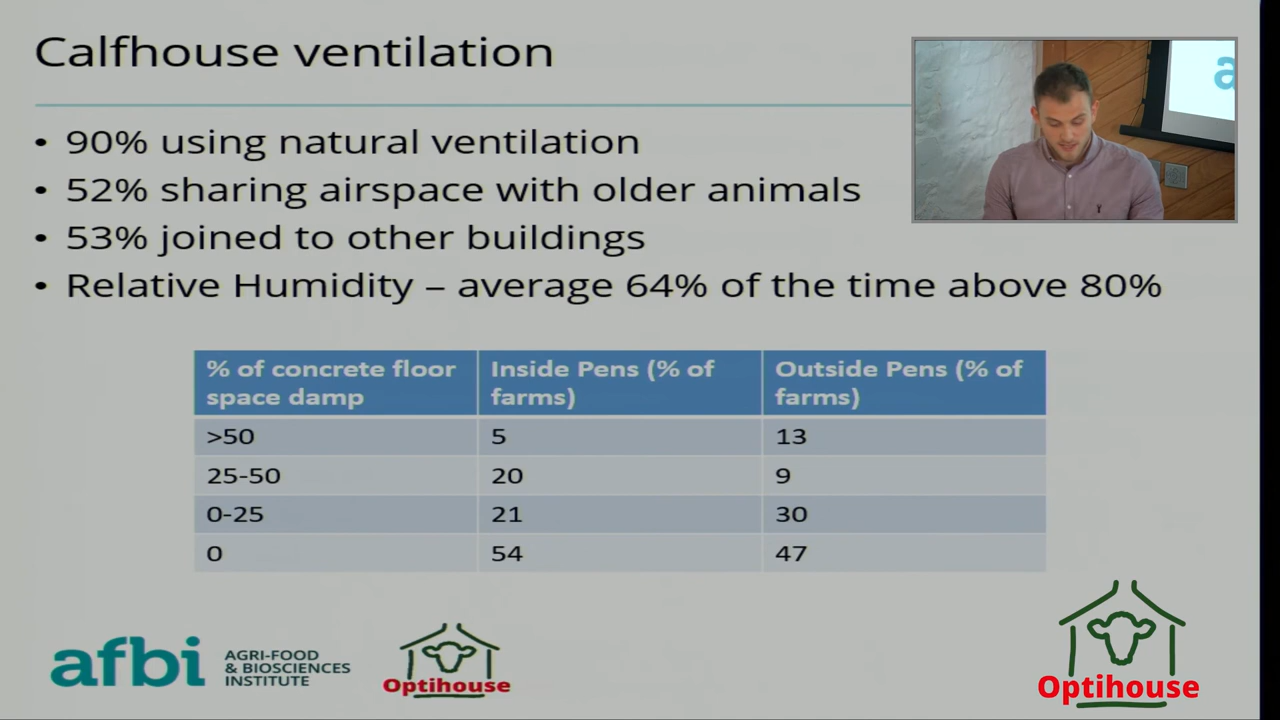 Calfhouse ventilation
• 90% using natural ventilation
• 52% sharing airspace with older animals
• 53% joined to other buildings
• Relative Humidity – average 64% of the time above 80%
% of concrete floor space damp
Inside Pens (% of farms)
Outside Pens (% of farms)
>50 5 13
25-50 20 9
0-25 21 30
0 54 47
afbi AGRI-FOOD & BIOSCIENCES INSTITUTE
Optihouse
Optihouse
a